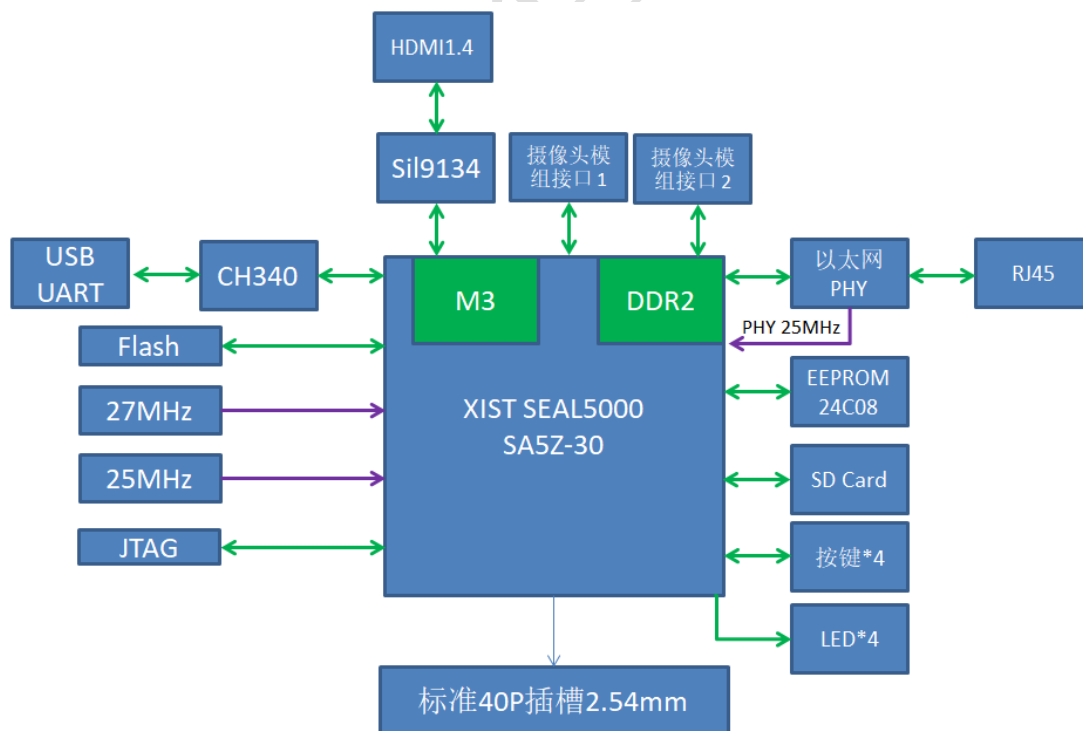 HDMI1.4
Sil9134
摄像头模
组接口1
摄像头模
组接口2
USB
UART
CH340
M3
DDR2
以太网
PHY
RJ45
PHY 25MHz
Flash
27MHz
25MHz
JTAG
XIST SEAL5000
SA5Z-30
EEPROM
24C08
SD Card
按键*4
LED*4
标准40P插槽2.54mm